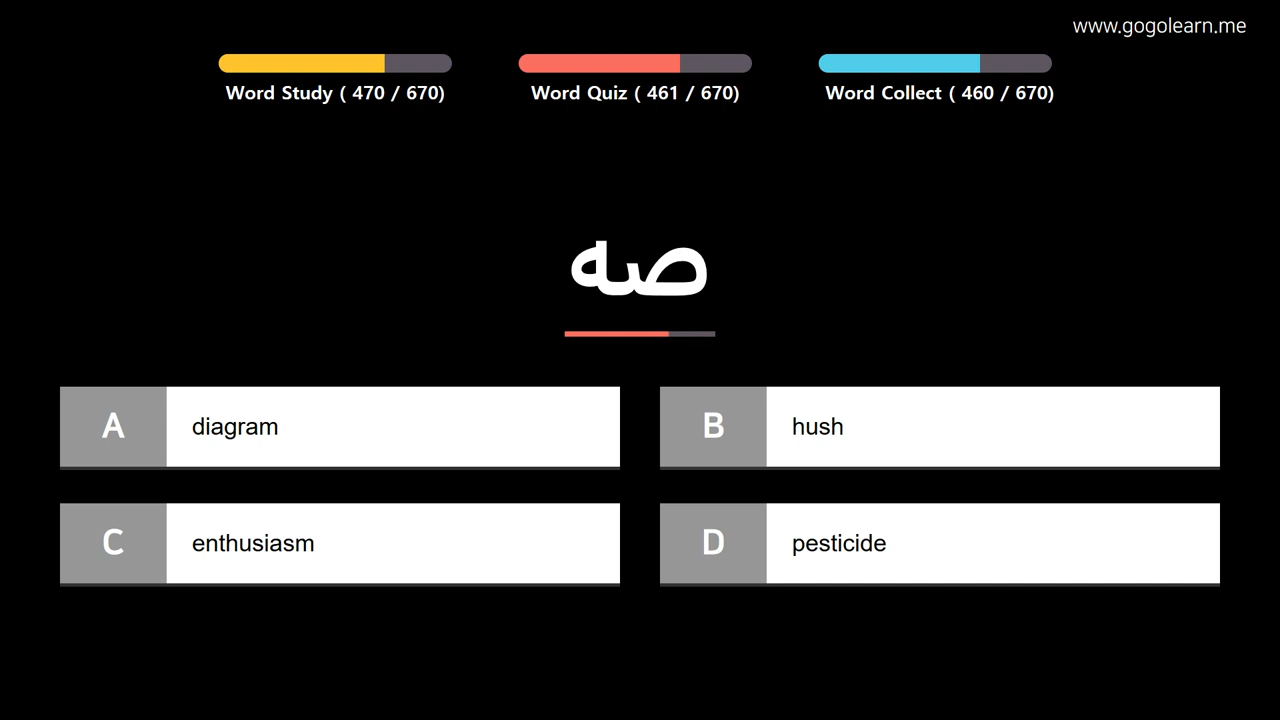 www.gogolearn.me
Word Study ( 470 / 670)
Word Quiz ( 461 / 670)
Word Collect ( 460 / 670)
صه
A diagram
B hush
C enthusiasm
D pesticide